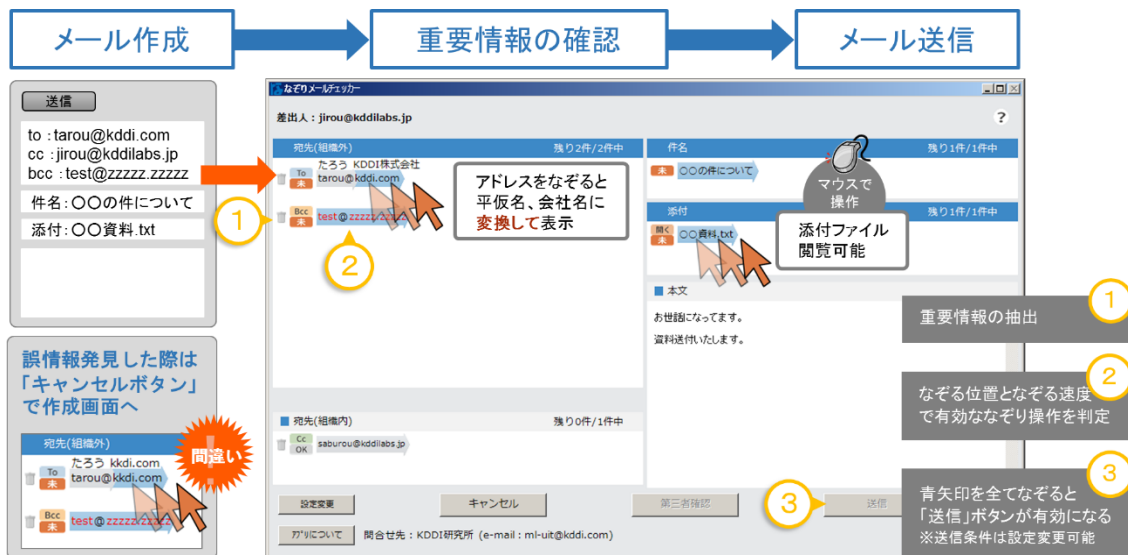 メール作成
重要情報の確認
メール送信
送信
to：tarou@kddi.com
cc：jirou@kddilabs.jp
bcc：test@zzzzz.zzzzz
件名：〇〇の件について
添付：〇〇資料.txt
誤情報発見した際は
「キャンセルボタン」
で作成画面へ
宛先(組織外)
たろう kkdi.com
To
未
tarou@kkdi.com
Bcc
未
test@zzzzz.zzzzz
!
間違い
なぞりメールチェッカー
差出人：jirou@kddilabs.jp
?
宛先(組織外)
残り2件/2件中
たろう KDDI株式会社
To
未
tarou@kddi.com
Bcc
未
test@zzzzz.zzzzz
①
②
アドレスをなぞると
平仮名、会社名に
変換して表示
件名
残り1件/1件中
未
〇〇の件について
マウスで
操作
添付
残り1件/1件中
開く
未
〇〇資料.txt
添付ファイル
閲覧可能
本文
お世話になってます。
資料送付いたします。
宛先(組織内)
残り0件/1件中
Cc
OK
saburou@kddilabs.jp
設定変更
キャンセル
第三者確認
③
送信
ｱﾌﾟﾘについて
問合せ先：KDDI研究所 (e-mail：ml-uit@kddi.com)
①
重要情報の抽出
②
なぞる位置となぞる速度
で有効ななぞり操作を判定
③
青矢印を全てなぞると
「送信」ボタンが有効になる
※送信条件は設定変更可能